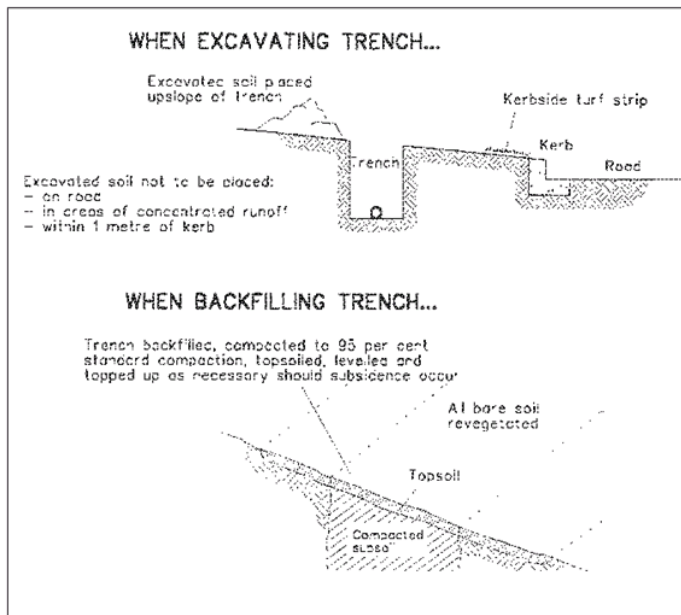 WHEN EXCAVATING TRENCH...
Excavated soil placed
upslope of trench
Kerbside turf strip
Kerb
Trench
Road
Excavated soil not to be placed:
- on road
- in areas of concentrated runoff
- within 1 metre of kerb
WHEN BACKFILLING TRENCH...
Trench backfilled, compacted to 95 per cent
standard compaction, topsoiled, levelled and
topped up as necessary should subsidence occur
All bare soil
revegetated
Topsoil
Compacted
subsoil